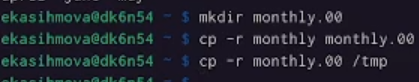 ekasihmova@dk6n54 ~ $ mkdir monthly.00
ekasihmova@dk6n54 ~ $ cp -r monthly monthly.00
ekasihmova@dk6n54 ~ $ cp -r monthly.00 /tmp